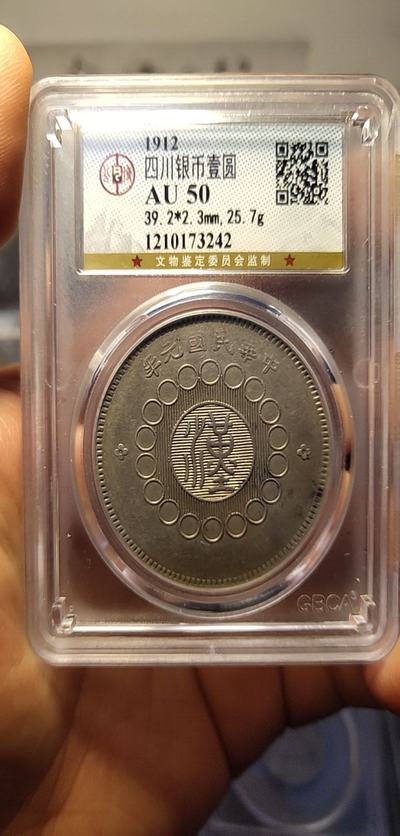 1912
四川银币壹圆
AU 50
39.2*2.3mm,25.7g
1210173242
★ 文物鉴定委员会监制 ★
年元國民華中
漢
GBCA